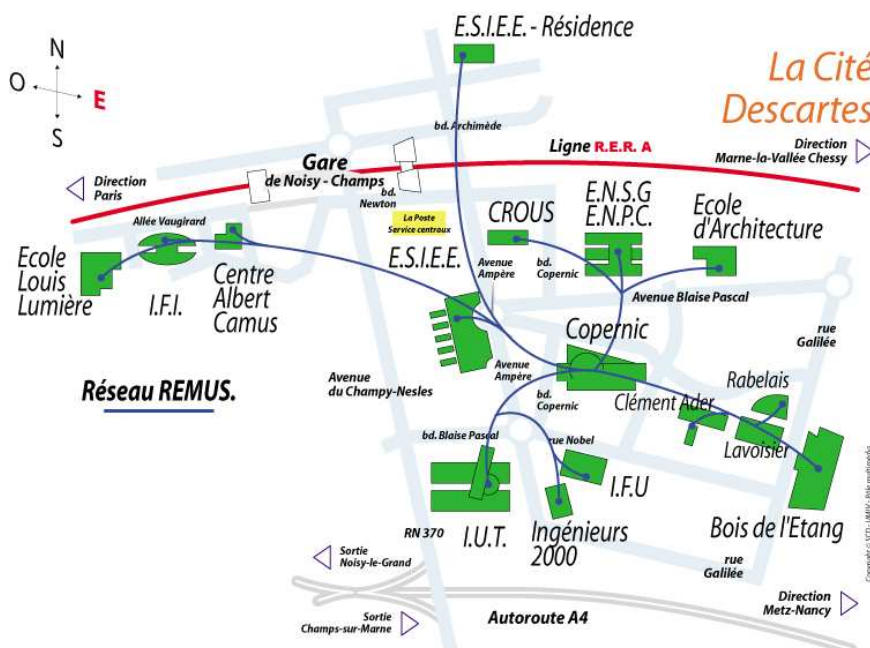 E.S.I.E.E. - Résidence
N
O
E
S
La Cité
Descartes
bd. Archimède
Ligne R.E.R. A
Direction
Marne-la-Vallée Chessy
Gare
de Noisy - Champs
Direction
Paris
bd.
Newton
La Poste
Service centraux
Allée Vaugirard
CROUS
E.N.S.G
E.N.P.C.
Ecole
d'Architecture
Ecole
Louis
Lumière
I.F.I.
Centre
Albert
Camus
E.S.I.E.E.
Avenue
Ampère
bd.
Copernic
Avenue Blaise Pascal
Copernic
rue
Galilée
Avenue
Ampère
Avenue
du Champy-Nesles
Réseau REMUS.
bd.
Copernic
Clément Ader
Rabelais
Lavoisier
bd. Blaise Pascal
rue Nobel
I.F.U
I.U.T.
Ingénieurs
2000
Bois de l'Etang
RN 370
rue
Galilée
Sortie
Noisy-le-Grand
Sortie
Champs-sur-Marne
Autoroute A4
Direction
Metz-Nancy